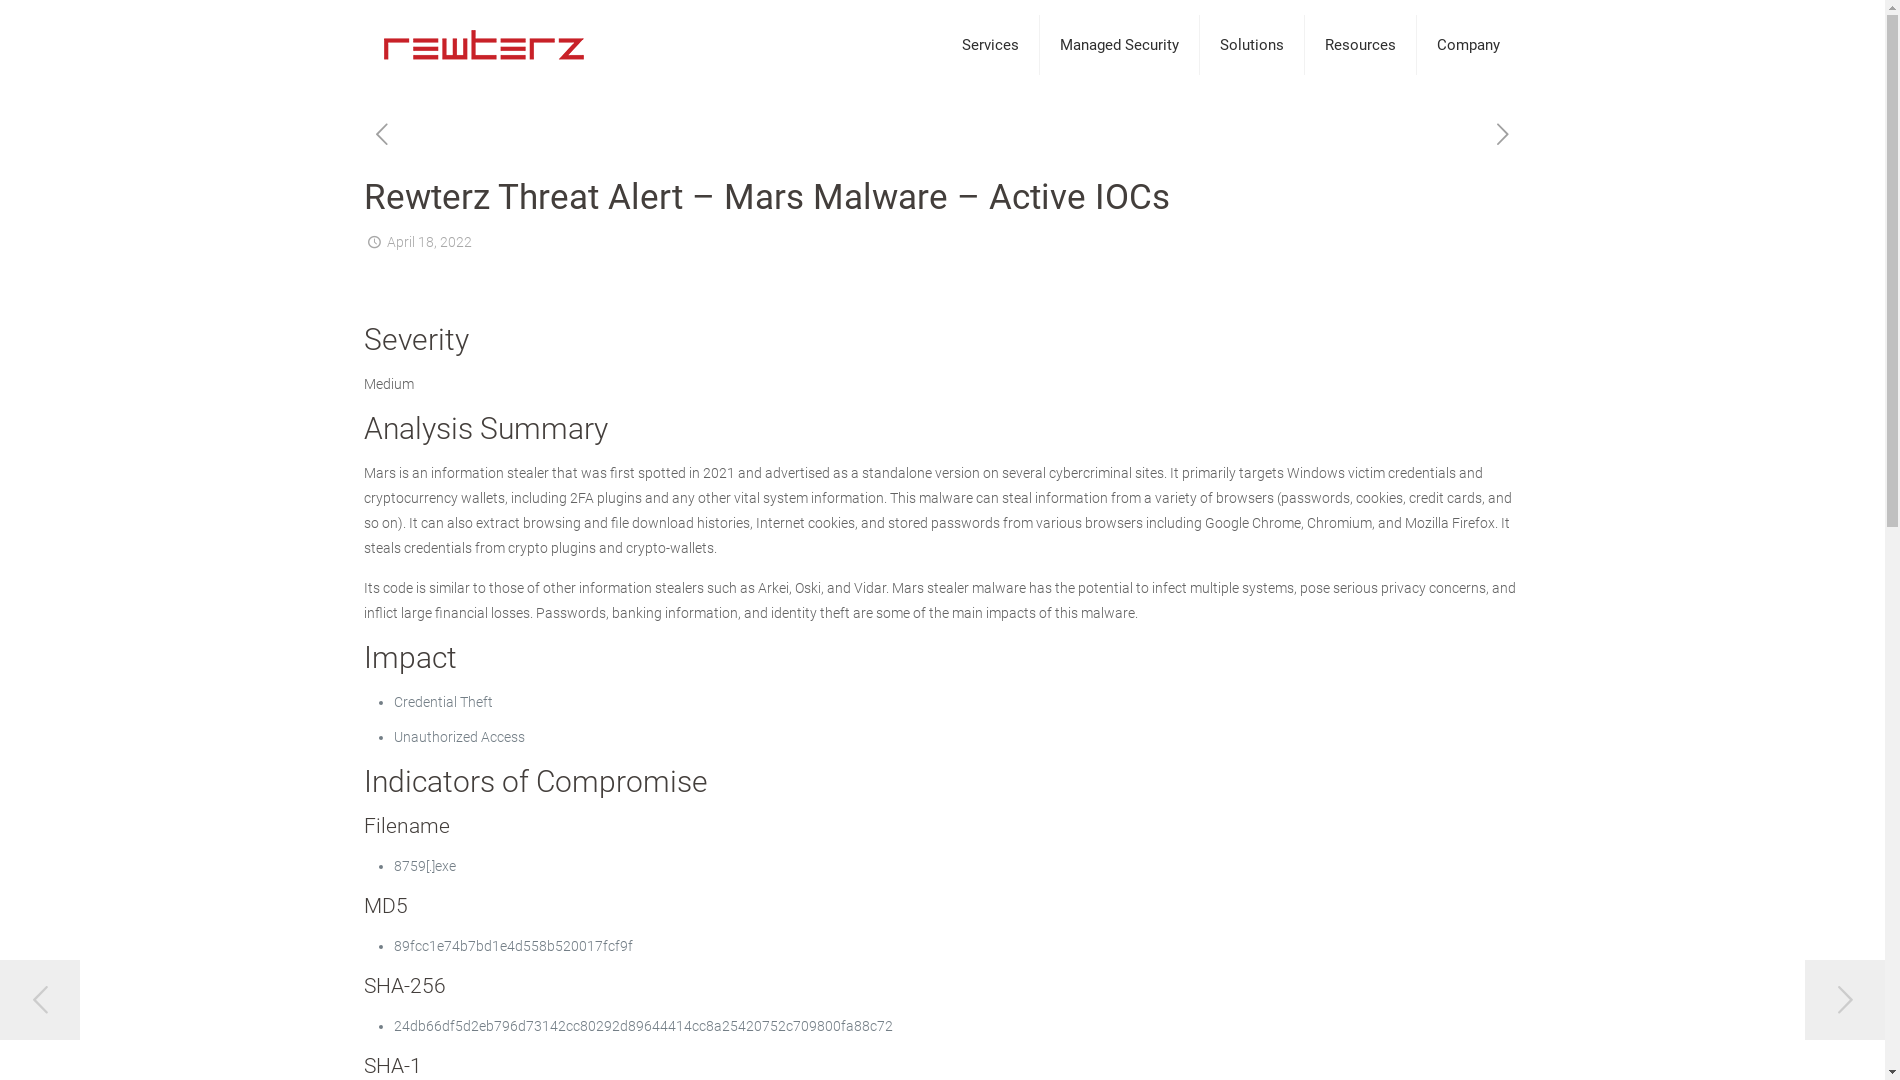 rewterz
Services
Managed Security
Solutions
Resources
Company
Rewterz Threat Alert – Mars Malware – Active IOCs
April 18, 2022
Severity
Medium
Analysis Summary
Mars is an information stealer that was first spotted in 2021 and advertised as a standalone version on several cybercriminal sites. It primarily targets Windows victim credentials and
cryptocurrency wallets, including 2FA plugins and any other vital system information. This malware can steal information from a variety of browsers (passwords, cookies, credit cards, and
so on). It can also extract browsing and file download histories, Internet cookies, and stored passwords from various browsers including Google Chrome, Chromium, and Mozilla Firefox. It
steals credentials from crypto plugins and crypto-wallets.
Its code is similar to those of other information stealers such as Arkei, Oski, and Vidar. Mars stealer malware has the potential to infect multiple systems, pose serious privacy concerns, and
inflict large financial losses. Passwords, banking information, and identity theft are some of the main impacts of this malware.
Impact
• Credential Theft
• Unauthorized Access
Indicators of Compromise
Filename
• 8759[.]exe
MD5
• 89fcc1e74b7bd1e4d558b520017fcf9f
SHA-256
• 24db66df5d2eb796d73142cc80292d89644414cc8a25420752c709800fa88c72
SHA-1